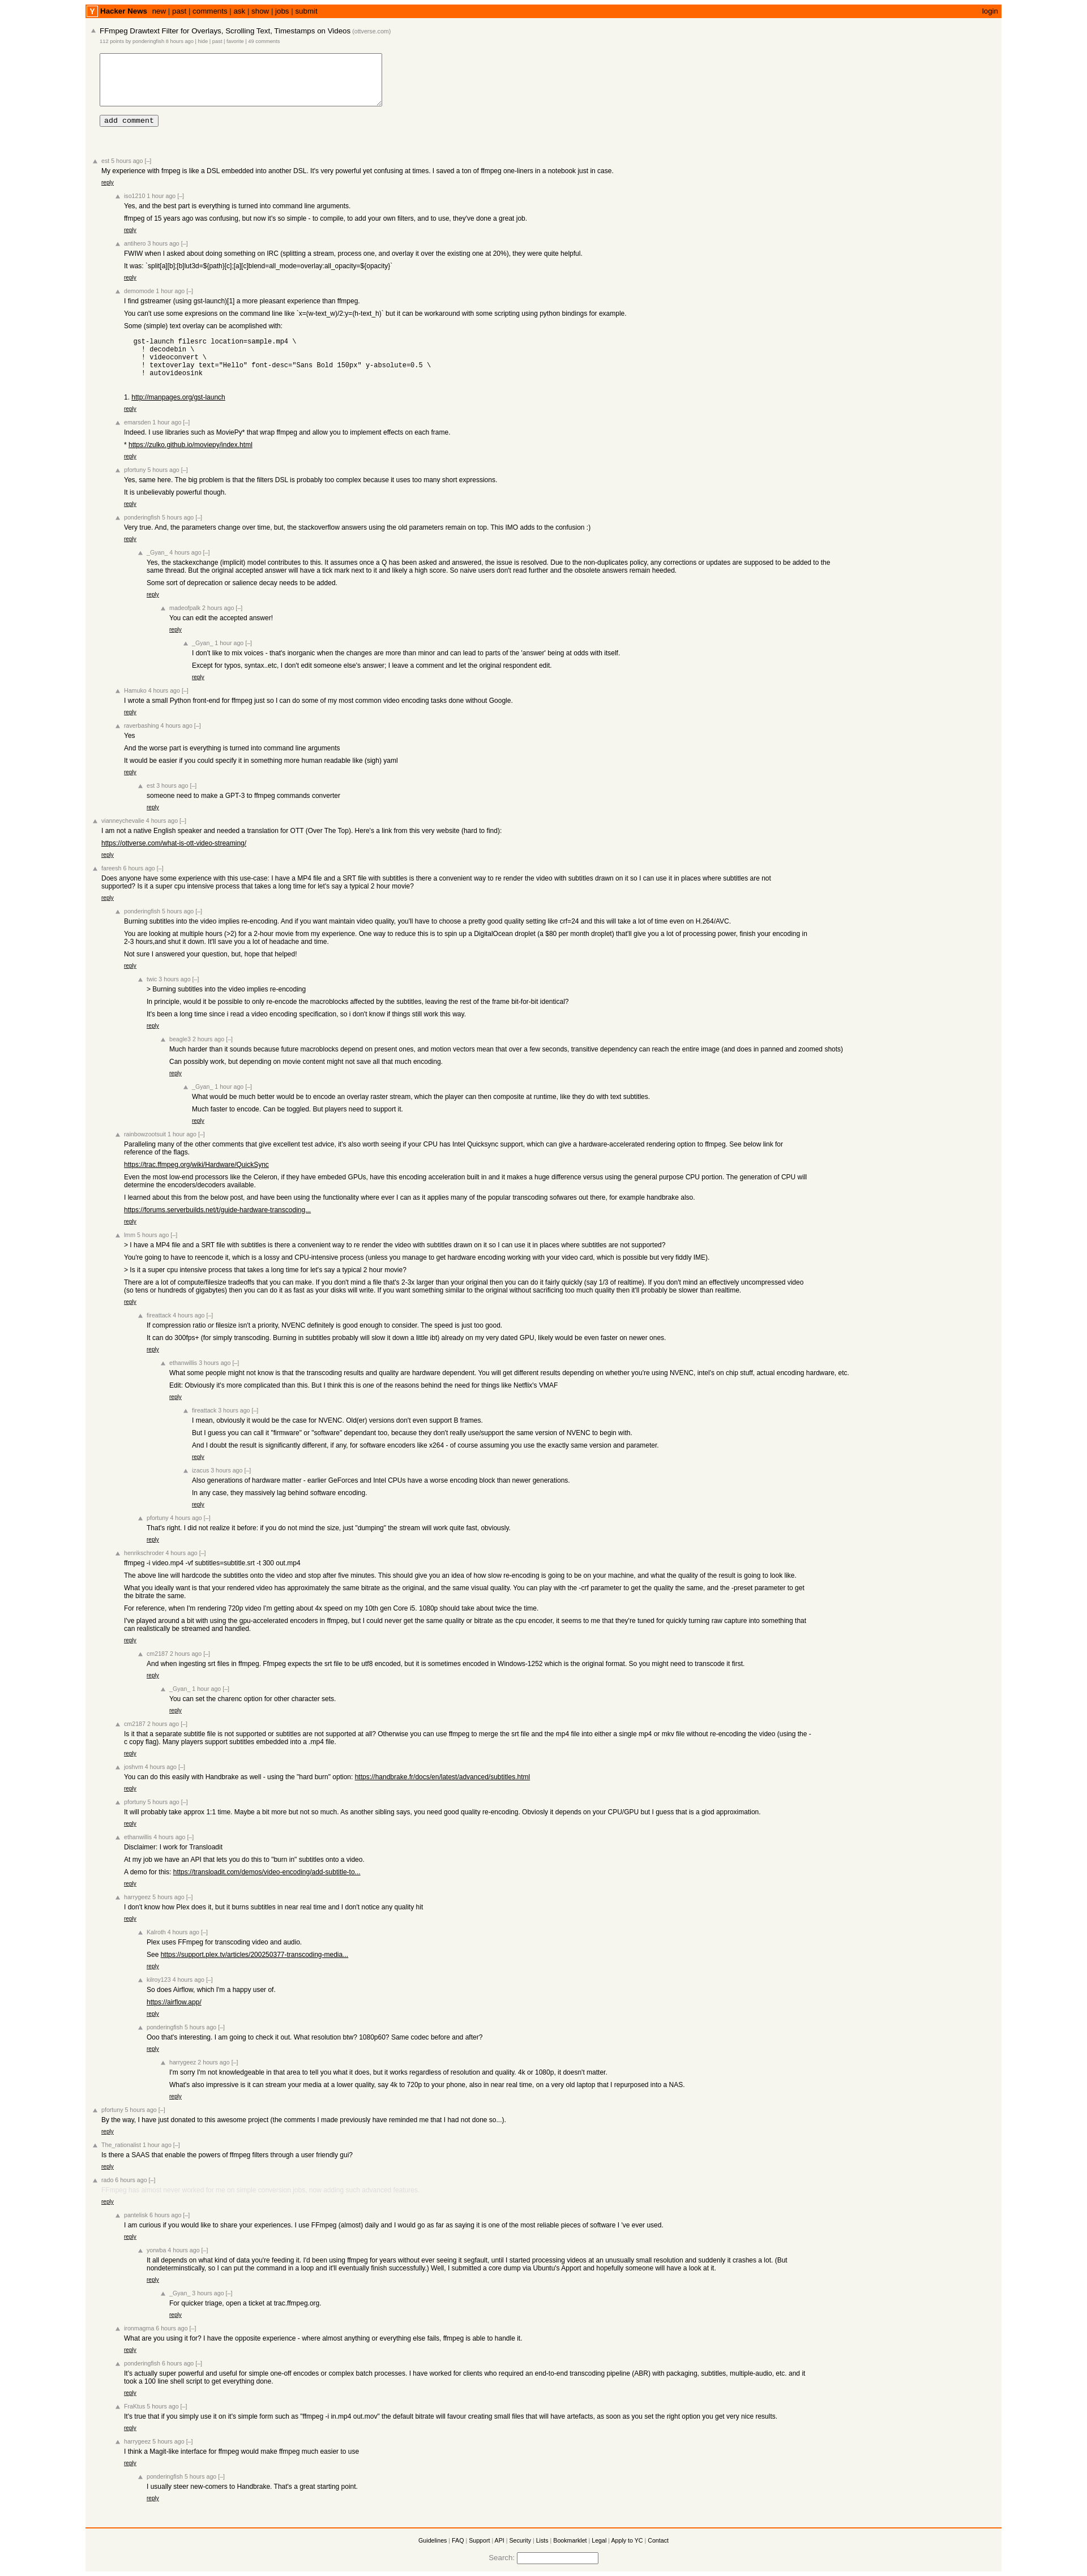 Y Hacker News new | past | comments | ask | show | jobs | submit login
FFmpeg Drawtext Filter for Overlays, Scrolling Text, Timestamps on Videos (ottverse.com)
112 points by ponderingfish 8 hours ago | hide | past | favorite | 49 comments
add comment
est 5 hours ago [–]
My experience with fmpeg is like a DSL embedded into another DSL. It's very powerful yet confusing at times. I saved a ton of ffmpeg one-liners in a notebook just in case.
reply
iso1210 1 hour ago [–]
Yes, and the best part is everything is turned into command line arguments.
ffmpeg of 15 years ago was confusing, but now it's so simple - to compile, to add your own filters, and to use, they've done a great job.
reply
antihero 3 hours ago [–]
FWIW when I asked about doing something on IRC (splitting a stream, process one, and overlay it over the existing one at 20%), they were quite helpful.
It was: `split[a][b];[b]lut3d=${path}[c];[a][c]blend=all_mode=overlay:all_opacity=${opacity}`
reply
demomode 1 hour ago [–]
I find gstreamer (using gst-launch)[1] a more pleasant experience than ffmpeg.
You can't use some expresions on the command line like `x=(w-text_w)/2:y=(h-text_h)` but it can be workaround with some scripting using python bindings for example.
Some (simple) text overlay can be acomplished with:
gst-launch filesrc location=sample.mp4 \
! decodebin \
! videoconvert \
! textoverlay text="Hello" font-desc="Sans Bold 150px" y-absolute=0.5 \
! autovideosink
1. http://manpages.org/gst-launch
reply
emarsden 1 hour ago [–]
Indeed. I use libraries such as MoviePy* that wrap ffmpeg and allow you to implement effects on each frame.
* https://zulko.github.io/moviepy/index.html
reply
pfortuny 5 hours ago [–]
Yes, same here. The big problem is that the filters DSL is probably too complex because it uses too many short expressions.
It is unbelievably powerful though.
reply
ponderingfish 5 hours ago [–]
Very true. And, the parameters change over time, but, the stackoverflow answers using the old parameters remain on top. This IMO adds to the confusion :)
reply
_Gyan_ 4 hours ago [–]
Yes, the stackexchange (implicit) model contributes to this. It assumes once a Q has been asked and answered, the issue is resolved. Due to the non-duplicates policy, any corrections or updates are supposed to be added to the
same thread. But the original accepted answer will have a tick mark next to it and likely a high score. So naive users don't read further and the obsolete answers remain heeded.
Some sort of deprecation or salience decay needs to be added.
reply
madeofpalk 2 hours ago [–]
You can edit the accepted answer!
reply
_Gyan_ 1 hour ago [–]
I don't like to mix voices - that's inorganic when the changes are more than minor and can lead to parts of the 'answer' being at odds with itself.
Except for typos, syntax..etc, I don't edit someone else's answer; I leave a comment and let the original respondent edit.
reply
Hamuko 4 hours ago [–]
I wrote a small Python front-end for ffmpeg just so I can do some of my most common video encoding tasks done without Google.
reply
raverbashing 4 hours ago [–]
Yes
And the worse part is everything is turned into command line arguments
It would be easier if you could specify it in something more human readable like (sigh) yaml
reply
est 3 hours ago [–]
someone need to make a GPT-3 to ffmpeg commands converter
reply
vianneychevalie 4 hours ago [–]
I am not a native English speaker and needed a translation for OTT (Over The Top). Here's a link from this very website (hard to find):
https://ottverse.com/what-is-ott-video-streaming/
reply
fareesh 6 hours ago [–]
Does anyone have some experience with this use-case: I have a MP4 file and a SRT file with subtitles is there a convenient way to re render the video with subtitles drawn on it so I can use it in places where subtitles are not
supported? Is it a super cpu intensive process that takes a long time for let's say a typical 2 hour movie?
reply
ponderingfish 5 hours ago [–]
Burning subtitles into the video implies re-encoding. And if you want maintain video quality, you'll have to choose a pretty good quality setting like crf=24 and this will take a lot of time even on H.264/AVC.
You are looking at multiple hours (>2) for a 2-hour movie from my experience. One way to reduce this is to spin up a DigitalOcean droplet (a $80 per month droplet) that'll give you a lot of processing power, finish your encoding in
2-3 hours,and shut it down. It'll save you a lot of headache and time.
Not sure I answered your question, but, hope that helped!
reply
twic 3 hours ago [–]
> Burning subtitles into the video implies re-encoding
In principle, would it be possible to only re-encode the macroblocks affected by the subtitles, leaving the rest of the frame bit-for-bit identical?
It's been a long time since i read a video encoding specification, so i don't know if things still work this way.
reply
beagle3 2 hours ago [–]
Much harder than it sounds because future macroblocks depend on present ones, and motion vectors mean that over a few seconds, transitive dependency can reach the entire image (and does in panned and zoomed shots)
Can possibly work, but depending on movie content might not save all that much encoding.
reply
_Gyan_ 1 hour ago [–]
What would be much better would be to encode an overlay raster stream, which the player can then composite at runtime, like they do with text subtitles.
Much faster to encode. Can be toggled. But players need to support it.
reply
rainbowzootsuit 1 hour ago [–]
Paralleling many of the other comments that give excellent test advice, it's also worth seeing if your CPU has Intel Quicksync support, which can give a hardware-accelerated rendering option to ffmpeg. See below link for
reference of the flags.
https://trac.ffmpeg.org/wiki/Hardware/QuickSync
Even the most low-end processors like the Celeron, if they have embeded GPUs, have this encoding acceleration built in and it makes a huge difference versus using the general purpose CPU portion. The generation of CPU will
determine the encoders/decoders available.
I learned about this from the below post, and have been using the functionality where ever I can as it applies many of the popular transcoding sofwares out there, for example handbrake also.
https://forums.serverbuilds.net/t/guide-hardware-transcoding...
reply
lmm 5 hours ago [–]
> I have a MP4 file and a SRT file with subtitles is there a convenient way to re render the video with subtitles drawn on it so I can use it in places where subtitles are not supported?
You're going to have to reencode it, which is a lossy and CPU-intensive process (unless you manage to get hardware encoding working with your video card, which is possible but very fiddly IME).
> Is it a super cpu intensive process that takes a long time for let's say a typical 2 hour movie?
There are a lot of compute/filesize tradeoffs that you can make. If you don't mind a file that's 2-3x larger than your original then you can do it fairly quickly (say 1/3 of realtime). If you don't mind an effectively uncompressed video
(so tens or hundreds of gigabytes) then you can do it as fast as your disks will write. If you want something similar to the original without sacrificing too much quality then it'll probably be slower than realtime.
reply
fireattack 4 hours ago [–]
If compression ratio or filesize isn't a priority, NVENC definitely is good enough to consider. The speed is just too good.
It can do 300fps+ (for simply transcoding. Burning in subtitles probably will slow it down a little ibt) already on my very dated GPU, likely would be even faster on newer ones.
reply
ethanwillis 3 hours ago [–]
What some people might not know is that the transcoding results and quality are hardware dependent. You will get different results depending on whether you're using NVENC, intel's on chip stuff, actual encoding hardware, etc.
Edit: Obviously it's more complicated than this. But I think this is one of the reasons behind the need for things like Netflix's VMAF
reply
fireattack 3 hours ago [–]
I mean, obviously it would be the case for NVENC. Old(er) versions don't even support B frames.
But I guess you can call it "firmware" or "software" dependant too, because they don't really use/support the same version of NVENC to begin with.
And I doubt the result is significantly different, if any, for software encoders like x264 - of course assuming you use the exactly same version and parameter.
reply
izacus 3 hours ago [–]
Also generations of hardware matter - earlier GeForces and Intel CPUs have a worse encoding block than newer generations.
In any case, they massively lag behind software encoding.
reply
pfortuny 4 hours ago [–]
That's right. I did not realize it before: if you do not mind the size, just "dumping" the stream will work quite fast, obviously.
reply
henrikschroder 4 hours ago [–]
ffmpeg -i video.mp4 -vf subtitles=subtitle.srt -t 300 out.mp4
The above line will hardcode the subtitles onto the video and stop after five minutes. This should give you an idea of how slow re-encoding is going to be on your machine, and what the quality of the result is going to look like.
What you ideally want is that your rendered video has approximately the same bitrate as the original, and the same visual quality. You can play with the -crf parameter to get the quality the same, and the -preset parameter to get
the bitrate the same.
For reference, when I'm rendering 720p video I'm getting about 4x speed on my 10th gen Core i5. 1080p should take about twice the time.
I've played around a bit with using the gpu-accelerated encoders in ffmpeg, but I could never get the same quality or bitrate as the cpu encoder, it seems to me that they're tuned for quickly turning raw capture into something that
can realistically be streamed and handled.
reply
cm2187 2 hours ago [–]
And when ingesting srt files in ffmpeg. Ffmpeg expects the srt file to be utf8 encoded, but it is sometimes encoded in Windows-1252 which is the original format. So you might need to transcode it first.
reply
_Gyan_ 1 hour ago [–]
You can set the charenc option for other character sets.
reply
cm2187 2 hours ago [–]
Is it that a separate subtitle file is not supported or subtitles are not supported at all? Otherwise you can use ffmpeg to merge the srt file and the mp4 file into either a single mp4 or mkv file without re-encoding the video (using the -
c copy flag). Many players support subtitles embedded into a .mp4 file.
reply
joshvm 4 hours ago [–]
You can do this easily with Handbrake as well - using the "hard burn" option: https://handbrake.fr/docs/en/latest/advanced/subtitles.html
reply
pfortuny 5 hours ago [–]
It will probably take approx 1:1 time. Maybe a bit more but not so much. As another sibling says, you need good quality re-encoding. Obviosly it depends on your CPU/GPU but I guess that is a giod approximation.
reply
ethanwillis 4 hours ago [–]
Disclaimer: I work for Transloadit
At my job we have an API that lets you do this to "burn in" subtitles onto a video.
A demo for this: https://transloadit.com/demos/video-encoding/add-subtitle-to...
reply
harrygeez 5 hours ago [–]
I don't know how Plex does it, but it burns subtitles in near real time and I don't notice any quality hit
reply
Kalroth 4 hours ago [–]
Plex uses FFmpeg for transcoding video and audio.
See https://support.plex.tv/articles/200250377-transcoding-media...
reply
kilroy123 4 hours ago [–]
So does Airflow, which I'm a happy user of.
https://airflow.app/
reply
ponderingfish 5 hours ago [–]
Ooo that's interesting. I am going to check it out. What resolution btw? 1080p60? Same codec before and after?
reply
harrygeez 2 hours ago [–]
I'm sorry I'm not knowledgeable in that area to tell you what it does, but it works regardless of resolution and quality. 4k or 1080p, it doesn't matter.
What's also impressive is it can stream your media at a lower quality, say 4k to 720p to your phone, also in near real time, on a very old laptop that I repurposed into a NAS.
reply
pfortuny 5 hours ago [–]
By the way, I have just donated to this awesome project (the comments I made previously have reminded me that I had not done so...).
reply
The_rationalist 1 hour ago [–]
Is there a SAAS that enable the powers of ffmpeg filters through a user friendly gui?
reply
rado 6 hours ago [–]
FFmpeg has almost never worked for me on simple conversion jobs, now adding such advanced features
reply
pantelisk 6 hours ago [–]
I am curious if you would like to share your experiences. I use FFmpeg (almost) daily and I would go as far as saying it is one of the most reliable pieces of software I 've ever used.
reply
yorwba 4 hours ago [–]
It all depends on what kind of data you're feeding it. I'd been using ffmpeg for years without ever seeing it segfault, until I started processing videos at an unusually small resolution and suddenly it crashes a lot. (But
nondeterminstically, so I can put the command in a loop and it'll eventually finish successfully.) Well, I submitted a core dump via Ubuntu's Apport and hopefully someone will have a look at it.
reply
_Gyan_ 3 hours ago [–]
For quicker triage, open a ticket at trac.ffmpeg.org.
reply
ironmagma 6 hours ago [–]
What are you using it for? I have the opposite experience - where almost anything or everything else fails, ffmpeg is able to handle it.
reply
ponderingfish 6 hours ago [–]
It's actually super powerful and useful for simple one-off encodes or complex batch processes. I have worked for clients who required an end-to-end transcoding pipeline (ABR) with packaging, subtitles, multiple-audio, etc. and it
took a 100 line shell script to get everything done.
reply
FraKtus 5 hours ago [–]
It's true that if you simply use it on it's simple form such as "ffmpeg -i in.mp4 out.mov" the default bitrate will favour creating small files that will have artefacts, as soon as you set the right option you get very nice results.
reply
harrygeez 5 hours ago [–]
I think a Magit-like interface for ffmpeg would make ffmpeg much easier to use
reply
ponderingfish 5 hours ago [–]
I usually steer new-comers to Handbrake. That's a great starting point.
reply
Guidelines | FAQ | Support | API | Security | Lists | Bookmarklet | Legal | Apply to YC | Contact
Search: